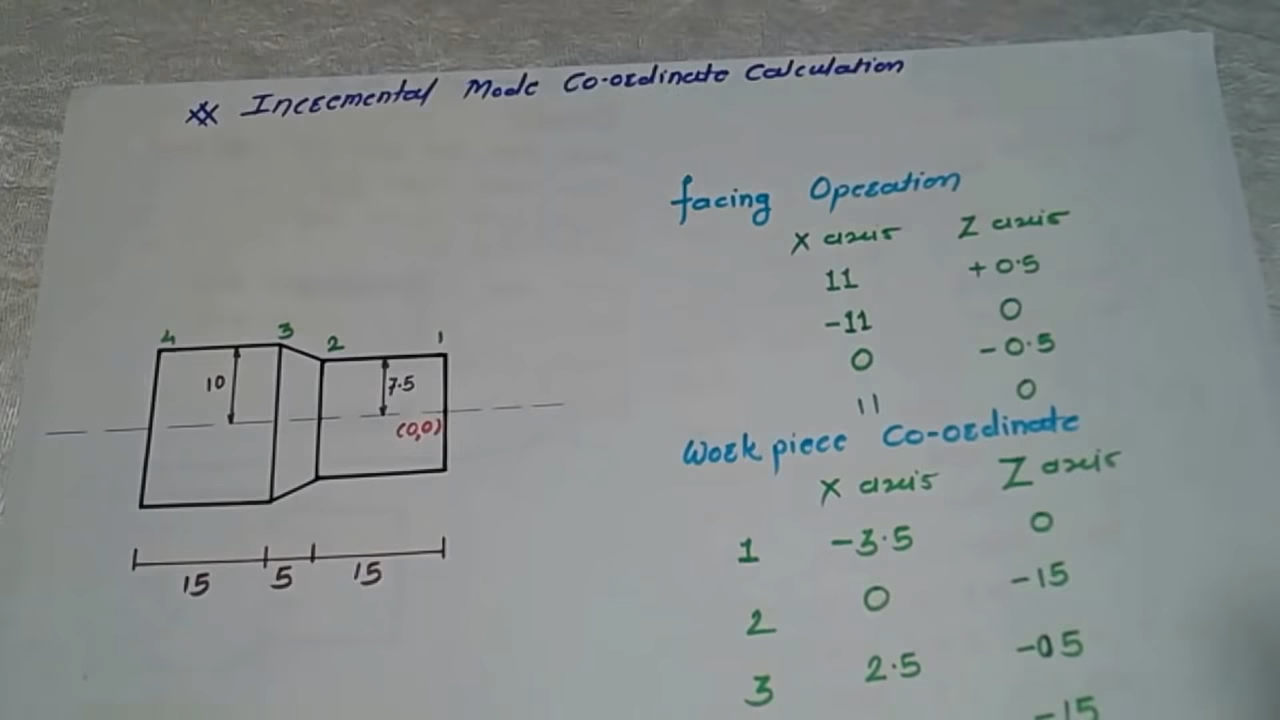 ** Incremental Mode Co-ordinate Calculation
facing Operation
X axis Z axis
11 +0.5
-11 0
0 -0.5
11 0
Work piece Co-ordinate
X axis Z axis
1 -3.5 0
2 0 -15
3 2.5 -05
-15
4 3 2 1
10 7.5
(0,0)
15 5 15